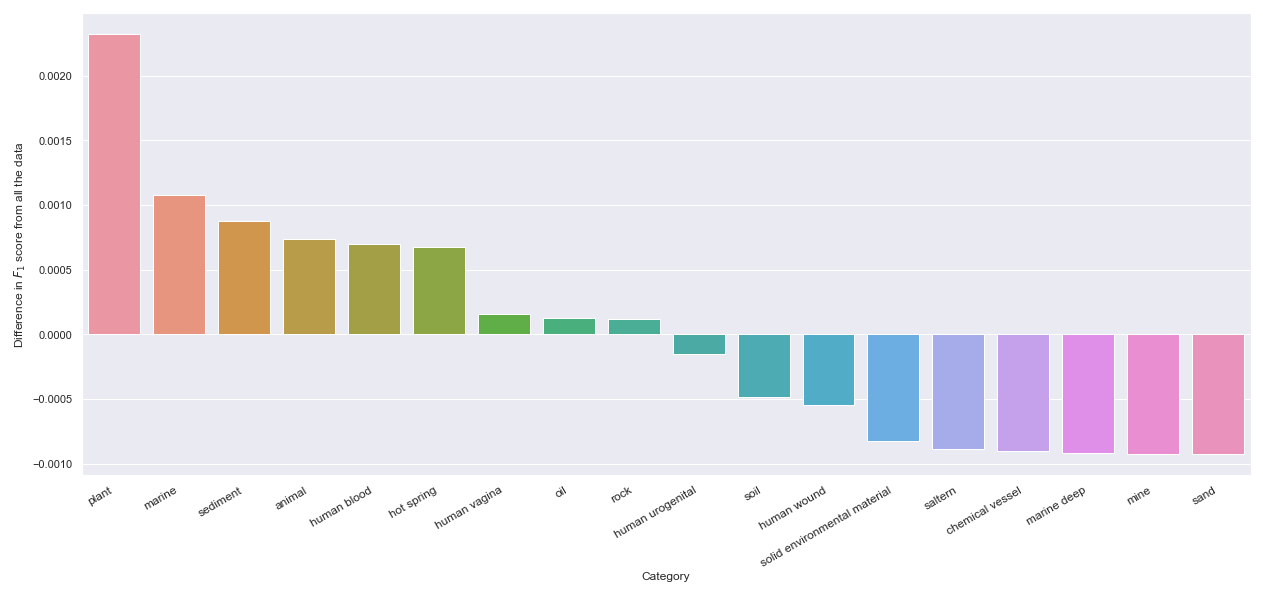 0.0020
0.0015
0.0010
0.0005
0.0000
−0.0005
−0.0010
Difference in F₁ score from all the data
plant
marine
sediment
animal
human blood
hot spring
human vagina
oil
rock
human urogenital
soil
human wound
solid environmental material
saltern
chemical vessel
marine deep
mine
sand
Category